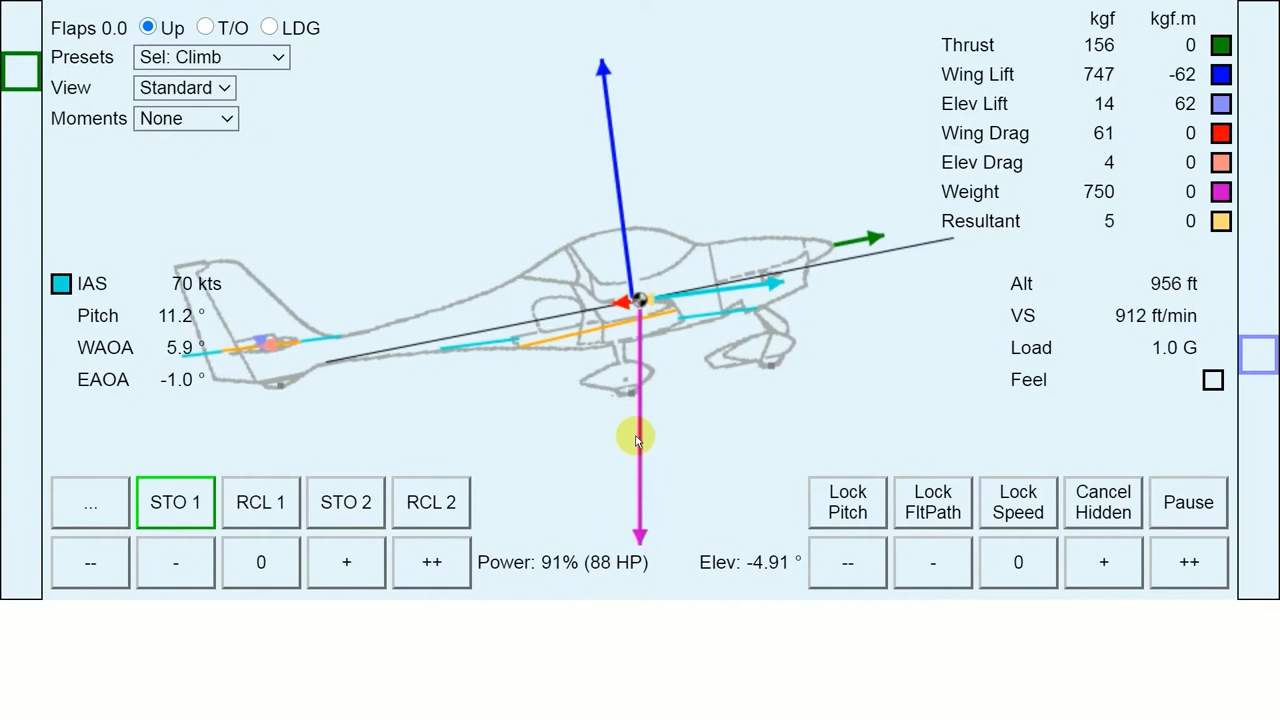 Flaps 0.0 Up T/O LDG
Presets Sel: Climb
View Standard
Moments None
kgf kgf.m
Thrust 156 0
Wing Lift 747 -62
Elev Lift 14 62
Wing Drag 61 0
Elev Drag 4 0
Weight 750 0
Resultant 5 0
IAS 70 kts
Pitch 11.2 °
WAOA 5.9 °
EAOA -1.0 °
Alt 956 ft
VS 912 ft/min
Load 1.0 G
Feel
... STO 1 RCL 1 STO 2 RCL 2
Lock Pitch Lock FltPath Lock Speed Cancel Hidden Pause
-- - 0 + ++ Power: 91% (88 HP) Elev: -4.91 ° -- - 0 + ++